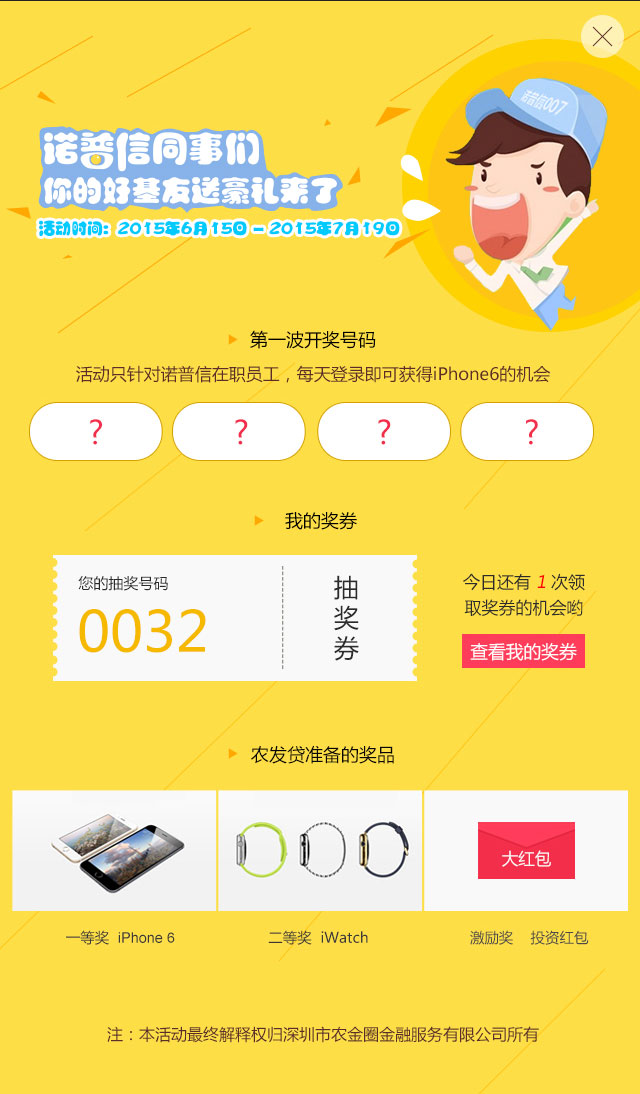 诺普信007
诺普信同事们
你的好基友送豪礼来了
活动时间：2015年6月15日 - 2015年7月19日
第一波开奖号码
活动只针对诺普信在职员工，每天登录即可获得iPhone6的机会
? ? ? ?
我的奖券
您的抽奖号码
0032
抽奖券
今日还有 1 次领
取奖券的机会哟
查看我的奖券
农发贷准备的奖品
大红包
一等奖 iPhone 6
二等奖 iWatch
激励奖 投资红包
注：本活动最终解释权归深圳市农金圈金融服务有限公司所有